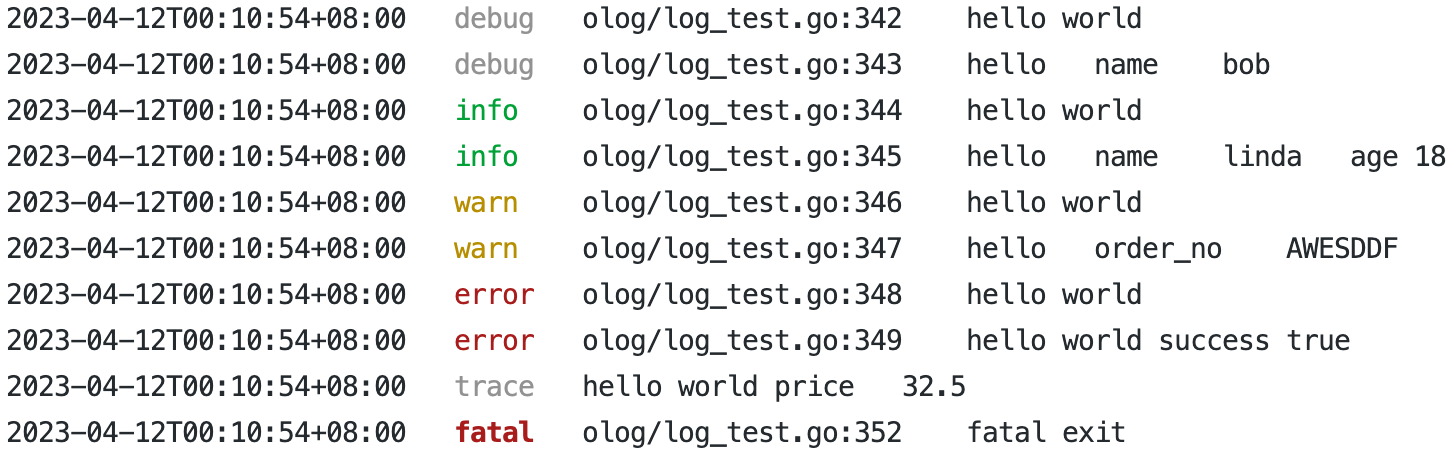 2023-04-12T00:10:54+08:00 debug olog/log_test.go:342 hello world
2023-04-12T00:10:54+08:00 debug olog/log_test.go:343 hello name bob
2023-04-12T00:10:54+08:00 info olog/log_test.go:344 hello world
2023-04-12T00:10:54+08:00 info olog/log_test.go:345 hello name linda age 18
2023-04-12T00:10:54+08:00 warn olog/log_test.go:346 hello world
2023-04-12T00:10:54+08:00 warn olog/log_test.go:347 hello order_no AWESDDF
2023-04-12T00:10:54+08:00 error olog/log_test.go:348 hello world
2023-04-12T00:10:54+08:00 error olog/log_test.go:349 hello world success true
2023-04-12T00:10:54+08:00 trace hello world price 32.5
2023-04-12T00:10:54+08:00 fatal olog/log_test.go:352 fatal exit